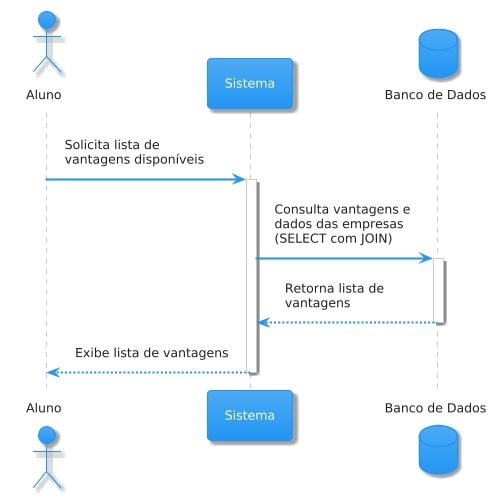 Aluno
Sistema
Banco de Dados
Solicita lista de
vantagens disponíveis
Consulta vantagens e
dados das empresas
(SELECT com JOIN)
Retorna lista de
vantagens
Exibe lista de vantagens
Aluno
Sistema
Banco de Dados